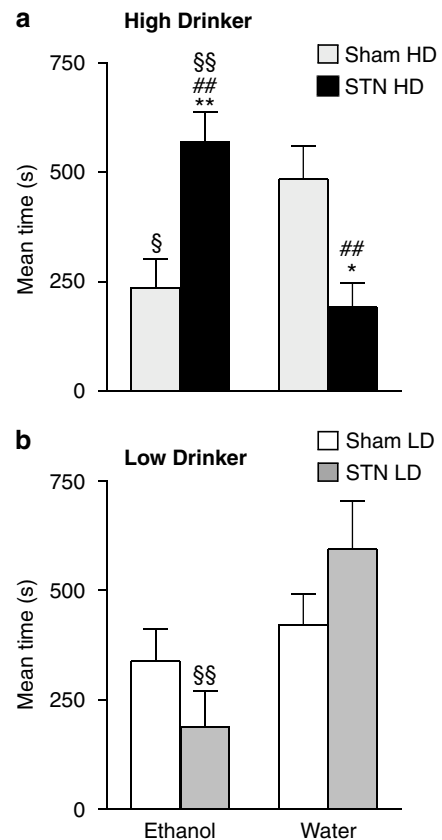 a
High Drinker
Sham HD
STN HD
750
500
250
0
Mean time (s)
§
§§
##
**
##
*
b
Low Drinker
Sham LD
STN LD
750
500
250
0
Mean time (s)
§§
Ethanol
Water